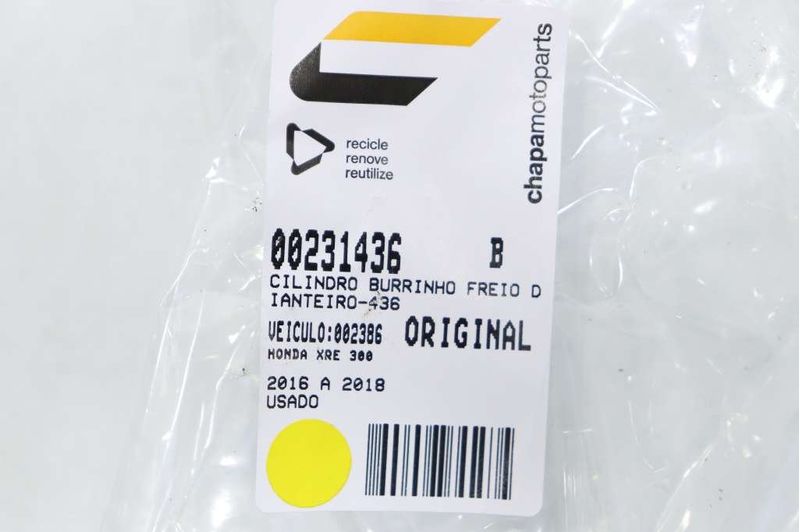 chapamotoparts
recicle
renove
reutilize
00231436 B
CILINDRO BURRINHO FREIO D
IANTEIRO-436
VEICULO:002386 ORIGINAL
HONDA XRE 300
2016 A 2018
USADO